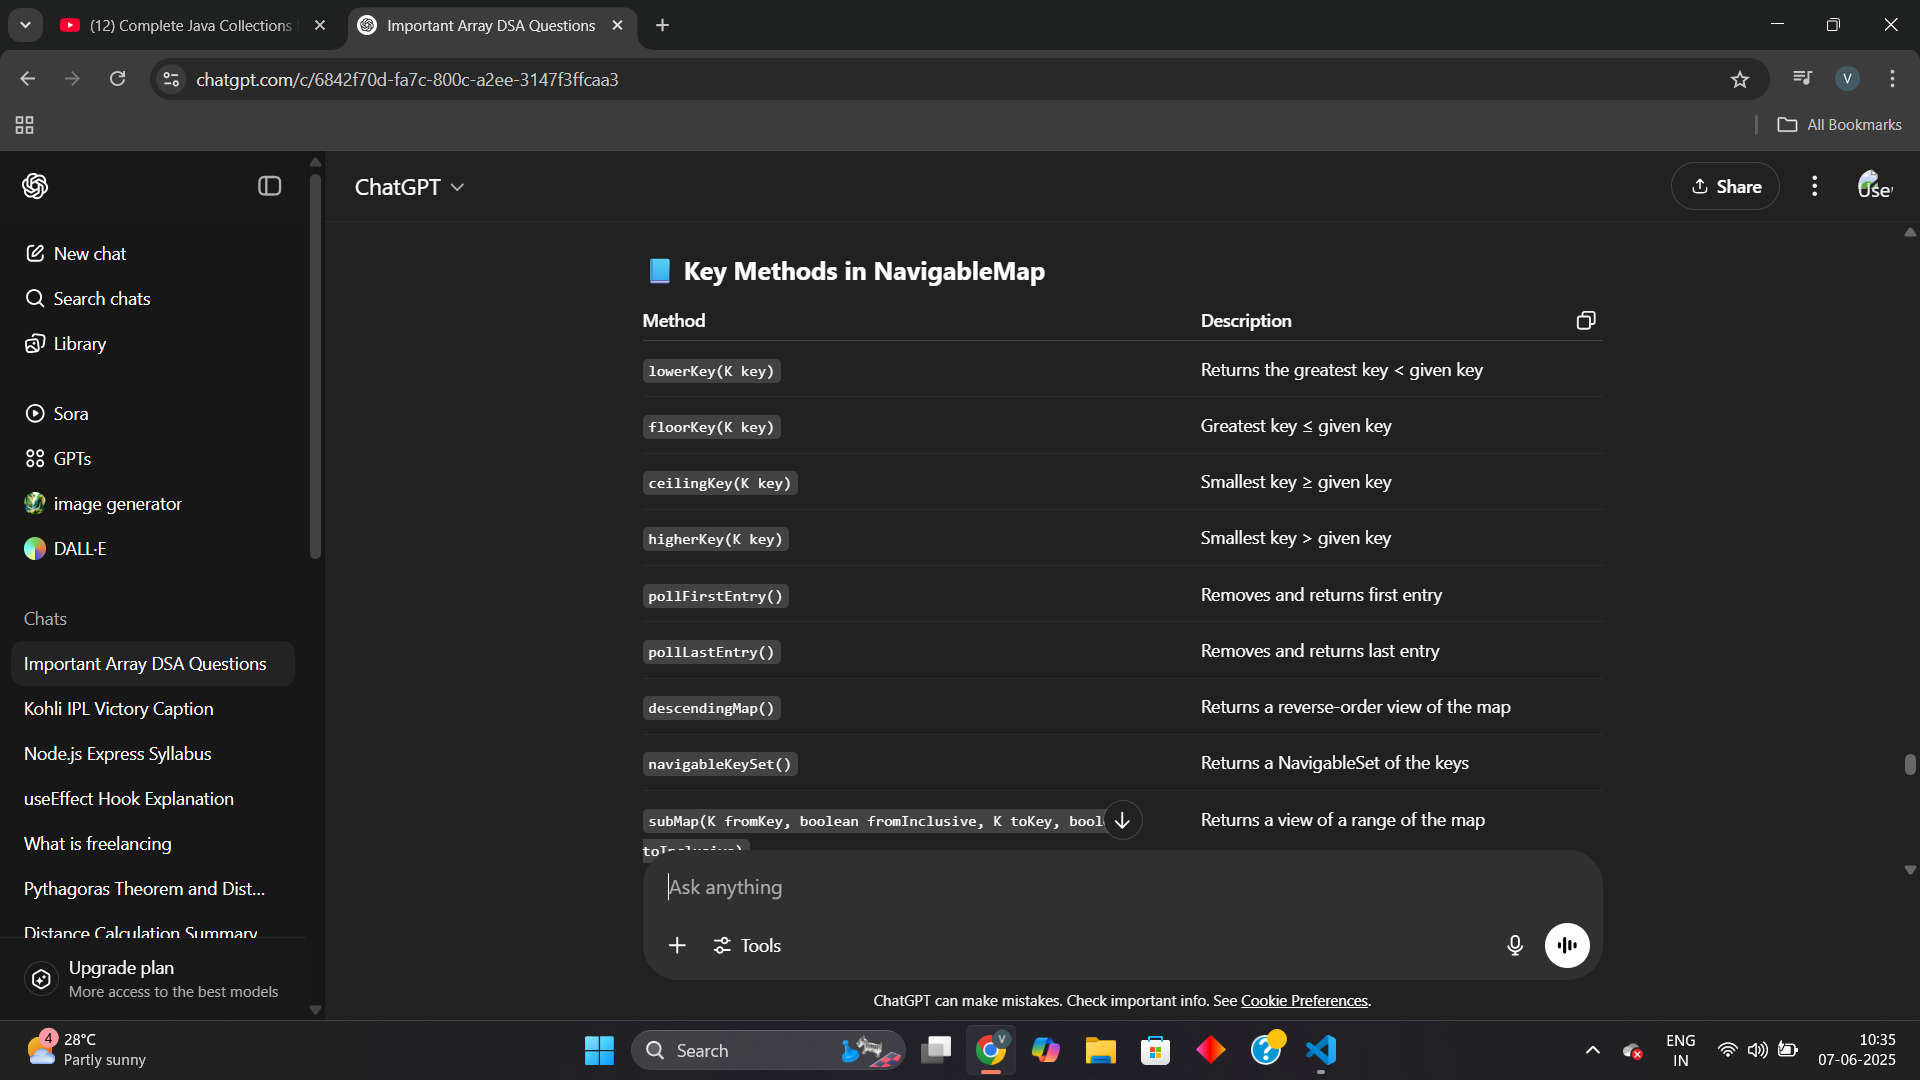 (12) Complete Java Collections
Important Array DSA Questions
chatgpt.com/c/6842f70d-fa7c-800c-a2ee-3147f3ffcaa3
V
All Bookmarks
ChatGPT
Share
User
New chat
Search chats
Library
Sora
GPTs
image generator
DALL·E
Chats
Important Array DSA Questions
Kohli IPL Victory Caption
Node.js Express Syllabus
useEffect Hook Explanation
What is freelancing
Pythagoras Theorem and Dist...
Distance Calculation Summary
Upgrade plan
More access to the best models
Key Methods in NavigableMap
Method Description
lowerKey(K key) Returns the greatest key < given key
floorKey(K key) Greatest key ≤ given key
ceilingKey(K key) Smallest key ≥ given key
higherKey(K key) Smallest key > given key
pollFirstEntry() Removes and returns first entry
pollLastEntry() Removes and returns last entry
descendingMap() Returns a reverse-order view of the map
navigableKeySet() Returns a NavigableSet of the keys
subMap(K fromKey, boolean fromInclusive, K toKey, bool Returns a view of a range of the map
toInclusive)
Ask anything
Tools
ChatGPT can make mistakes. Check important info. See Cookie Preferences.
4
28°C
Partly sunny
Search
V
ENG
IN
10:35
07-06-2025